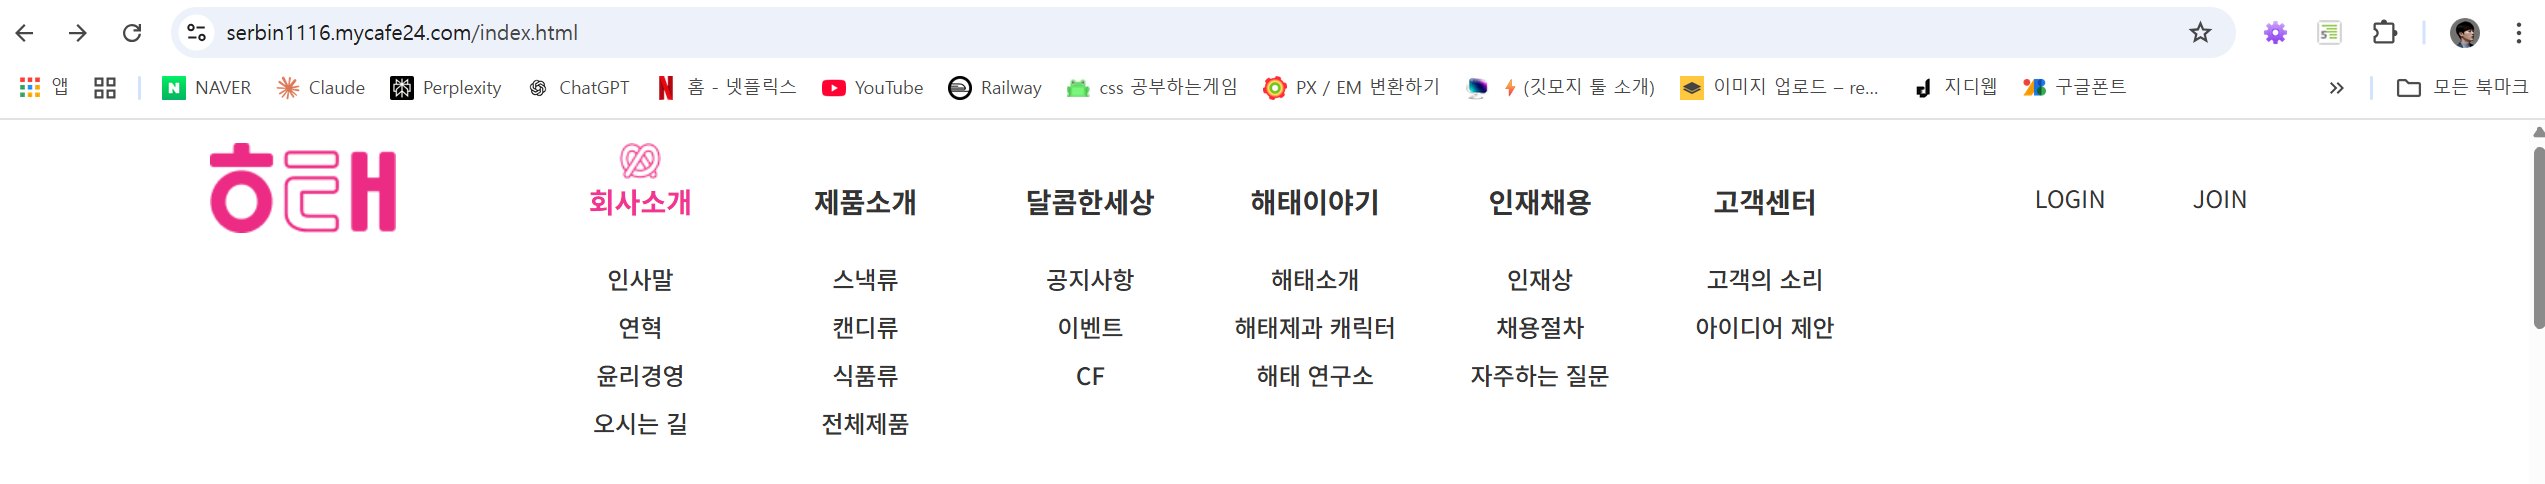 serbin1116.mycafe24.com/index.html
앱 NAVER Claude Perplexity ChatGPT 홈 - 넷플릭스 YouTube Railway css 공부하는게임 PX / EM 변환하기 (깃모지 툴 소개) 이미지 업로드 – re... 지디웹 구글폰트 모든 북마크
해태
회사소개 제품소개 달콤한세상 해태이야기 인재채용 고객센터 LOGIN JOIN
인사말 스낵류 공지사항 해태소개 인재상 고객의 소리
연혁 캔디류 이벤트 해태제과 캐릭터 채용절차 아이디어 제안
윤리경영 식품류 CF 해태 연구소 자주하는 질문
오시는 길 전체제품